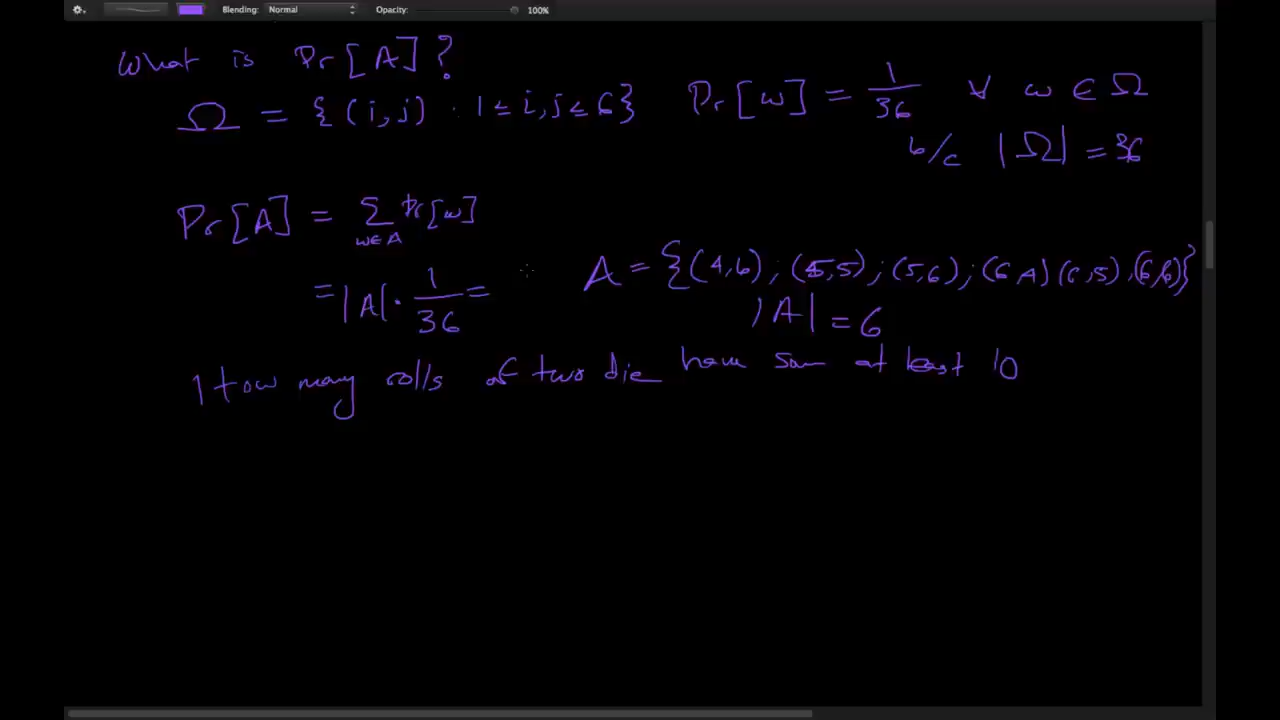 Blending: Normal Opacity: 100%
What is Pr[A]?
Ω = {(i,j) : 1 ≤ i,j ≤ 6} Pr[ω] = 1/36 ∀ ω ∈ Ω
b/c |Ω| = 36
Pr[A] = Σ_{ω∈A} Pr[ω]
= |A| · 1/36 =
A = {(4,6); (5,5); (5,6); (6,4) (6,5), (6,6)}
|A| = 6
How many rolls of two die have sum at least 10